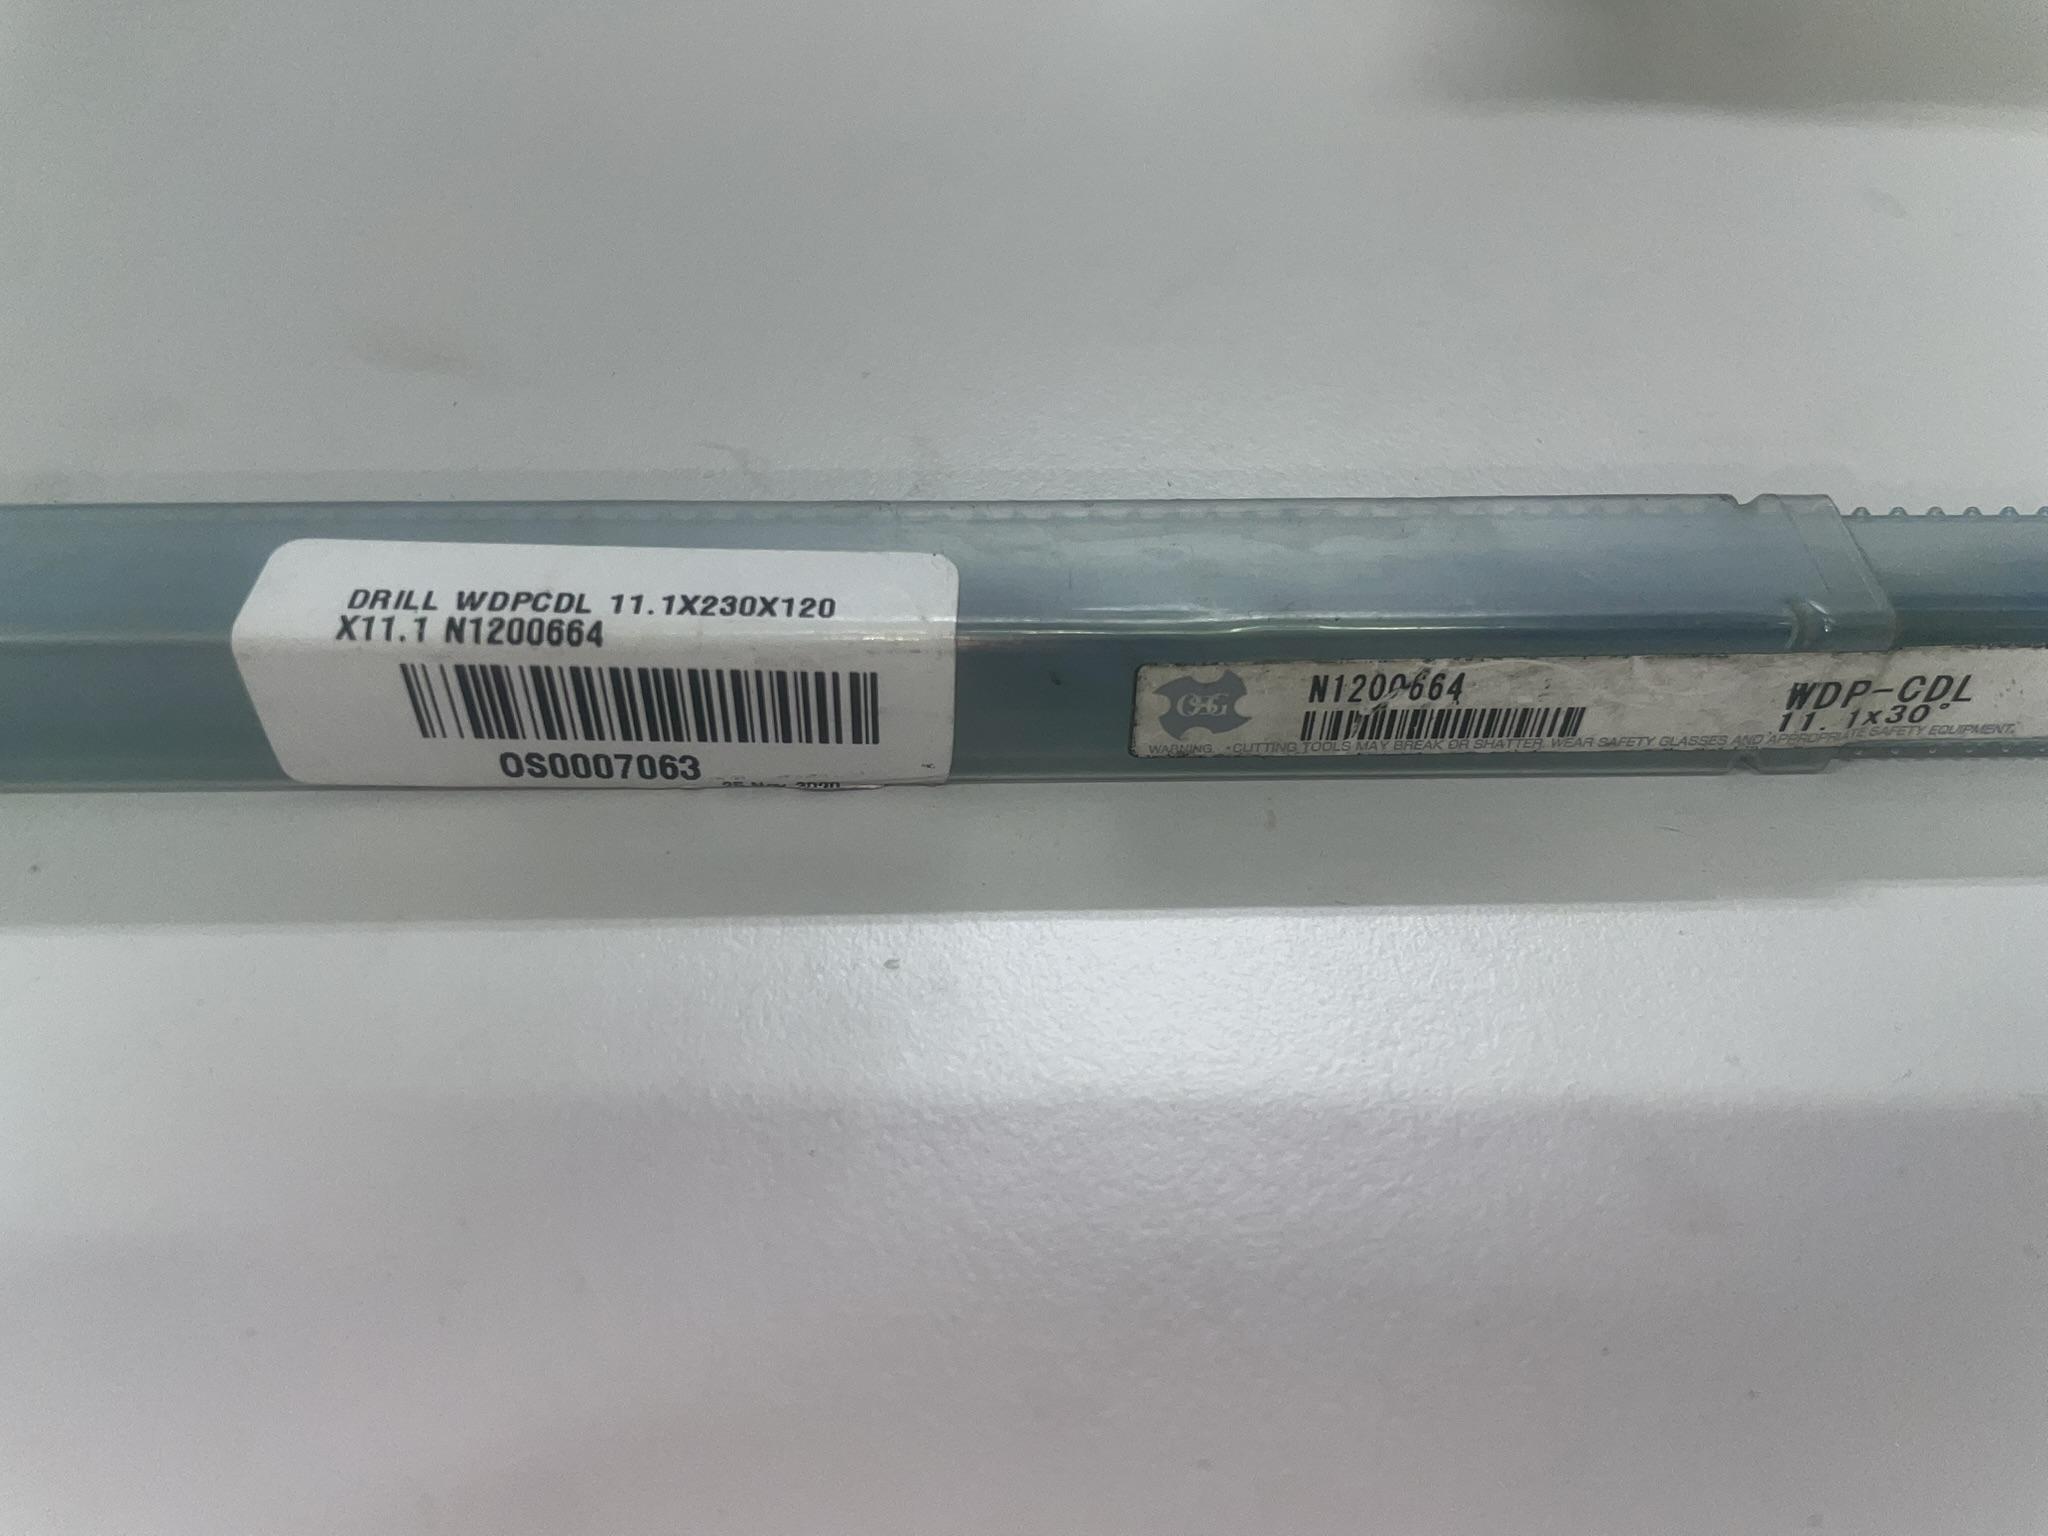 DRILL WDPCDL 11.1X230X120
X11.1 N1200664
OS0007063
OSG
N1200664
WDP-CDL
11.1x30°
WARNING. •CUTTING TOOLS MAY BREAK OR SHATTER. WEAR SAFETY GLASSES AND APPROPRIATE SAFETY EQUIPMENT.